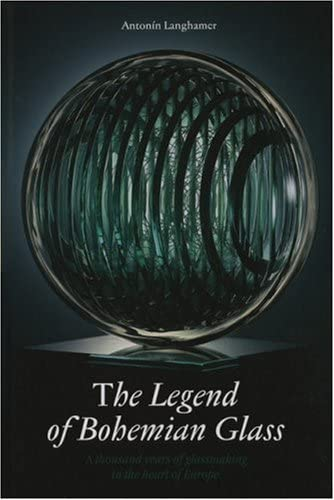 Antonín Langhamer
The Legend
of Bohemian Glass
A thousand years of glassmaking
in the heart of Europe